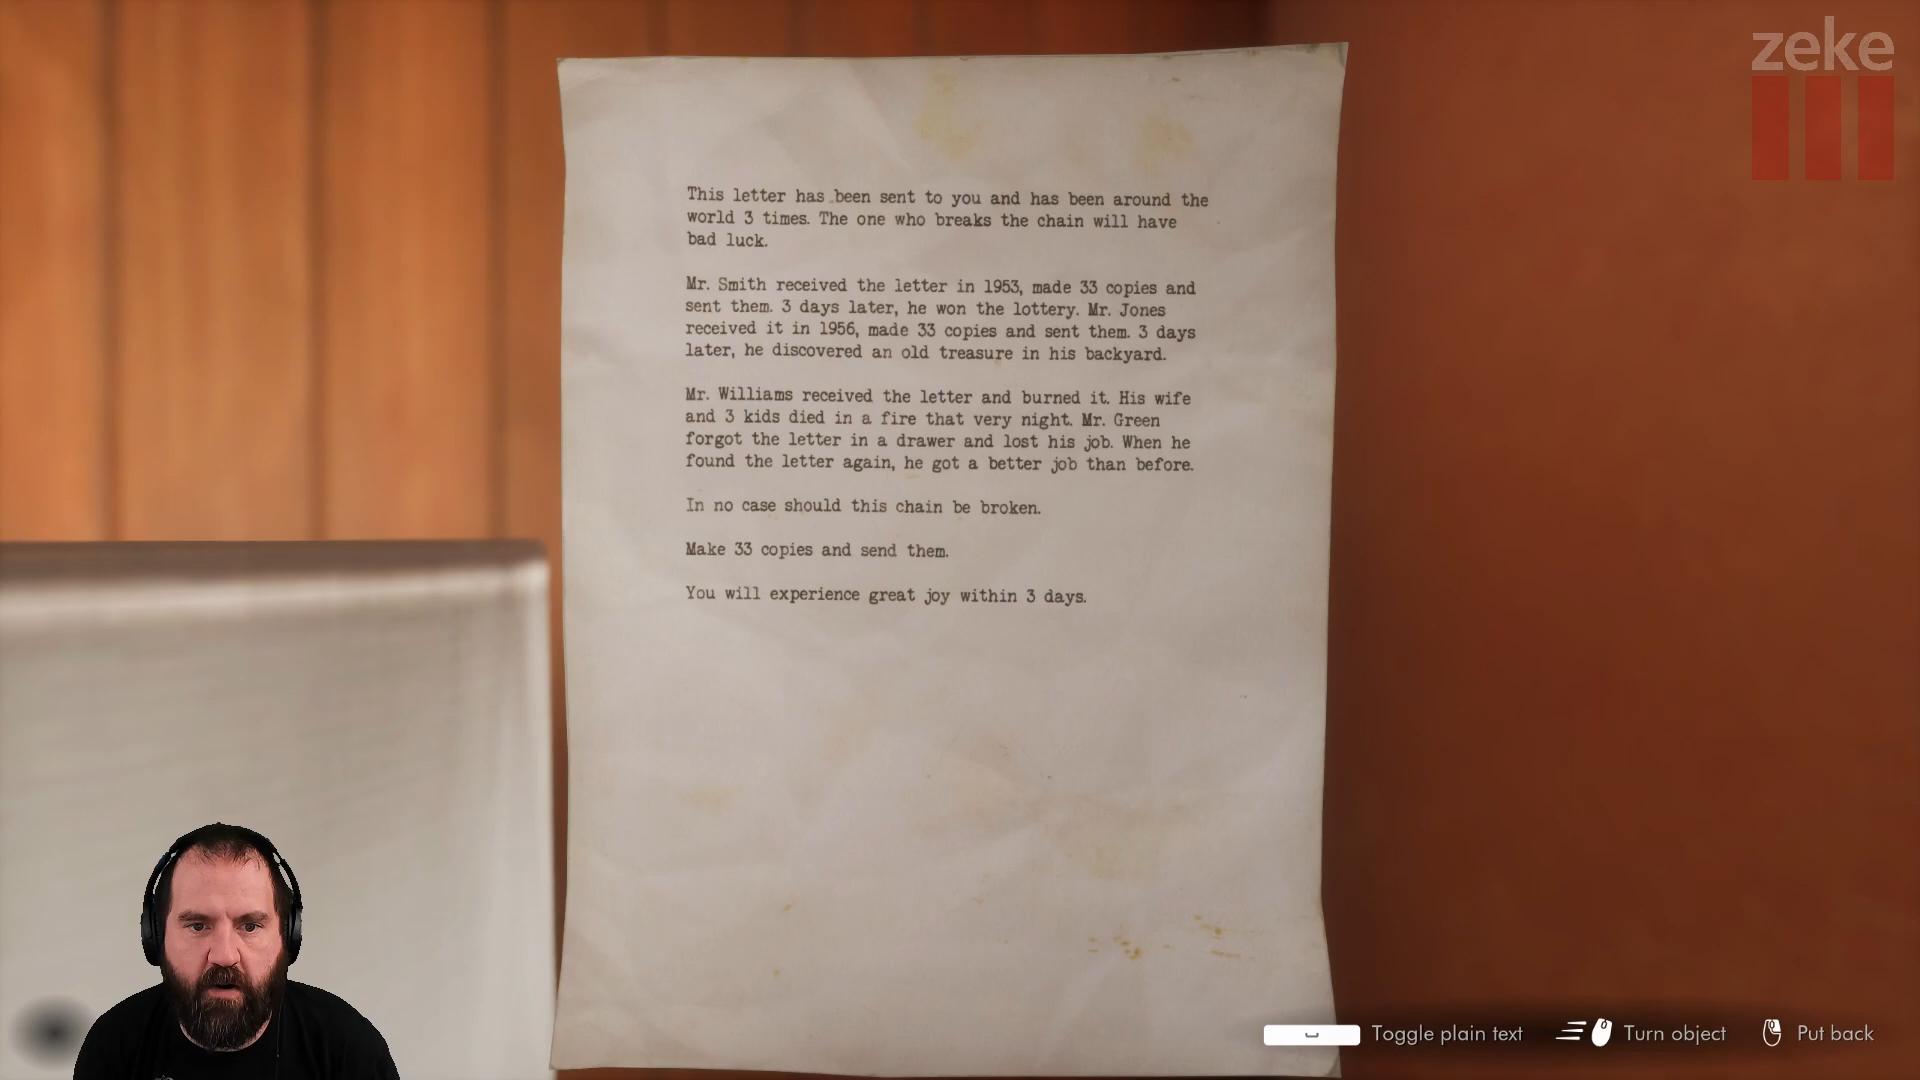 zeke
III
This letter has been sent to you and has been around the
world 3 times. The one who breaks the chain will have
bad luck.
Mr. Smith received the letter in 1953, made 33 copies and
sent them. 3 days later, he won the lottery. Mr. Jones
received it in 1956, made 33 copies and sent them. 3 days
later, he discovered an old treasure in his backyard.
Mr. Williams received the letter and burned it. His wife
and 3 kids died in a fire that very night. Mr. Green
forgot the letter in a drawer and lost his job. When he
found the letter again, he got a better job than before.
In no case should this chain be broken.
Make 33 copies and send them.
You will experience great joy within 3 days.
Toggle plain text Turn object Put back